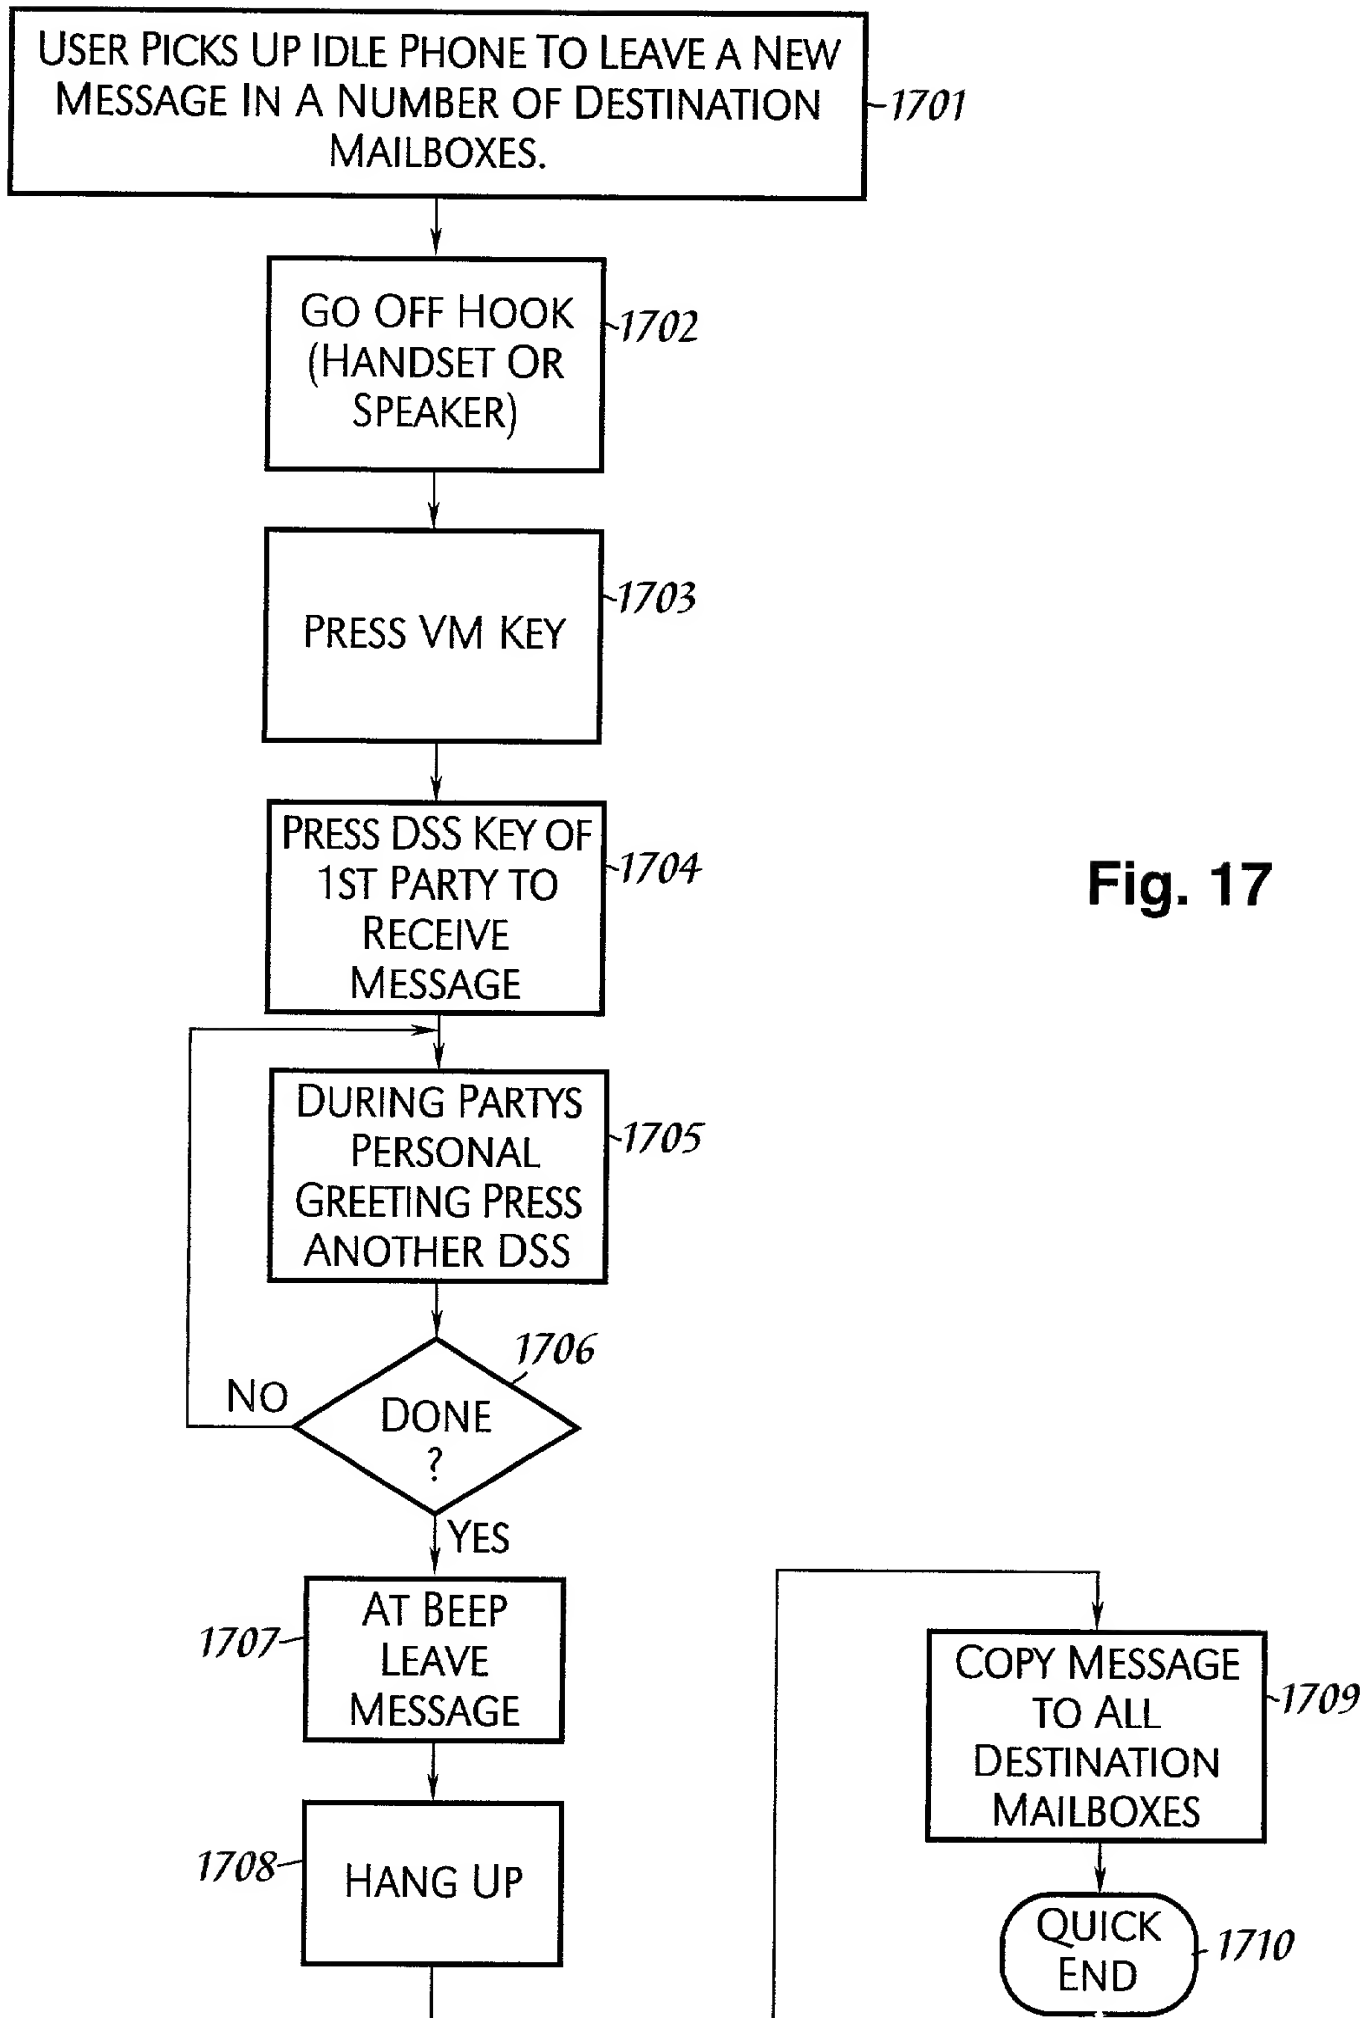 USER PICKS UP IDLE PHONE TO LEAVE A NEW
MESSAGE IN A NUMBER OF DESTINATION
MAILBOXES.
1701
GO OFF HOOK
(HANDSET OR
SPEAKER)
1702
PRESS VM KEY
1703
PRESS DSS KEY OF
1ST PARTY TO
RECEIVE
MESSAGE
1704
Fig. 17
DURING PARTYS
PERSONAL
GREETING PRESS
ANOTHER DSS
1705
DONE
?
1706
NO
YES
AT BEEP
LEAVE
MESSAGE
1707
HANG UP
1708
COPY MESSAGE
TO ALL
DESTINATION
MAILBOXES
1709
QUICK
END
1710